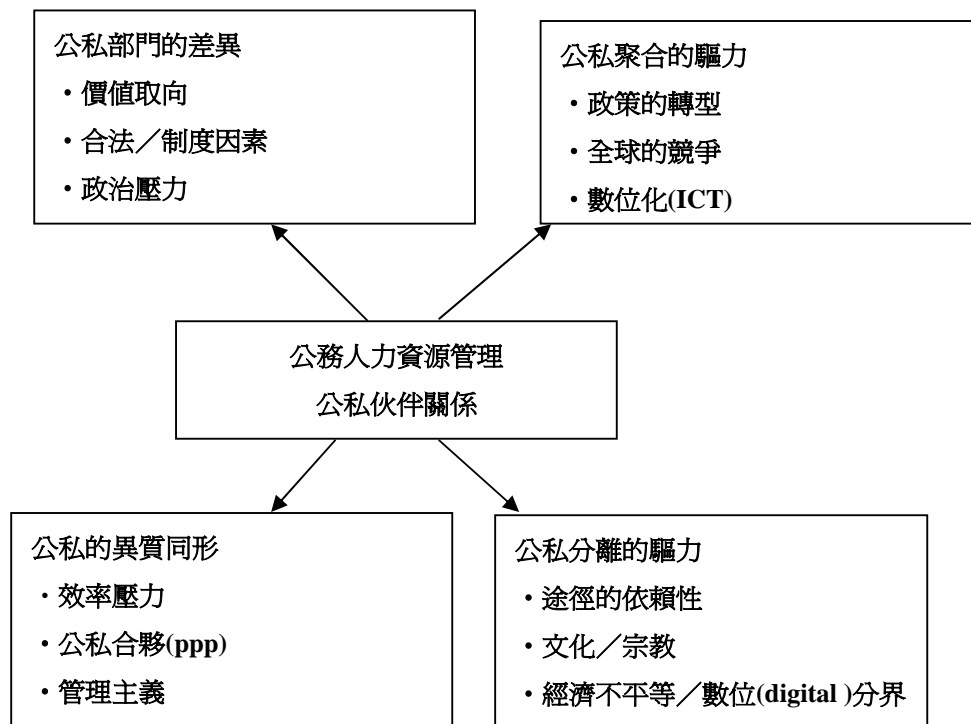 公私部門的差異
・價值取向
・合法／制度因素
・政治壓力
公私聚合的驅力
・政策的轉型
・全球的競爭
・數位化(ICT)
公務人力資源管理
公私伙伴關係
公私的異質同形
・效率壓力
・公私合夥(ppp)
・管理主義
公私分離的驅力
・途徑的依賴性
・文化／宗教
・經濟不平等／數位(digital )分界